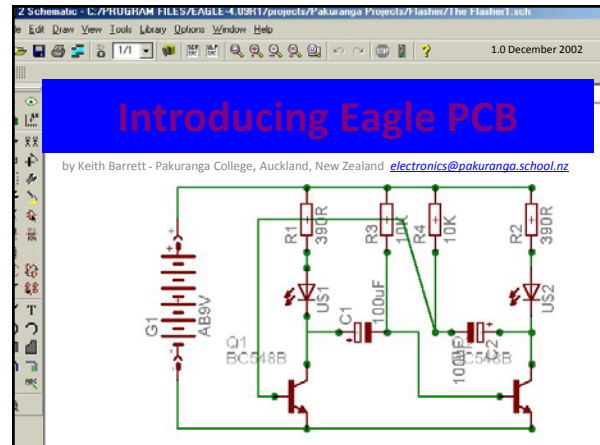 2 Schematic - C:/PROGRAM FILES/EAGLE-4.09R1/projects/Pakuranga Projects/Flasher/The Flasher1.sch
Edit Draw View Tools Library Options Window Help
1/1
1.0 December 2002
Introducing Eagle PCB
by Keith Barrett - Pakuranga College, Auckland, New Zealand electronics@pakuranga.school.nz
R1
390R
R3
10K
R4
10K
R2
390R
US1
US2
C1
100uF
100uF
C2
G1
AB9V
Q1
BC548B
BC548B